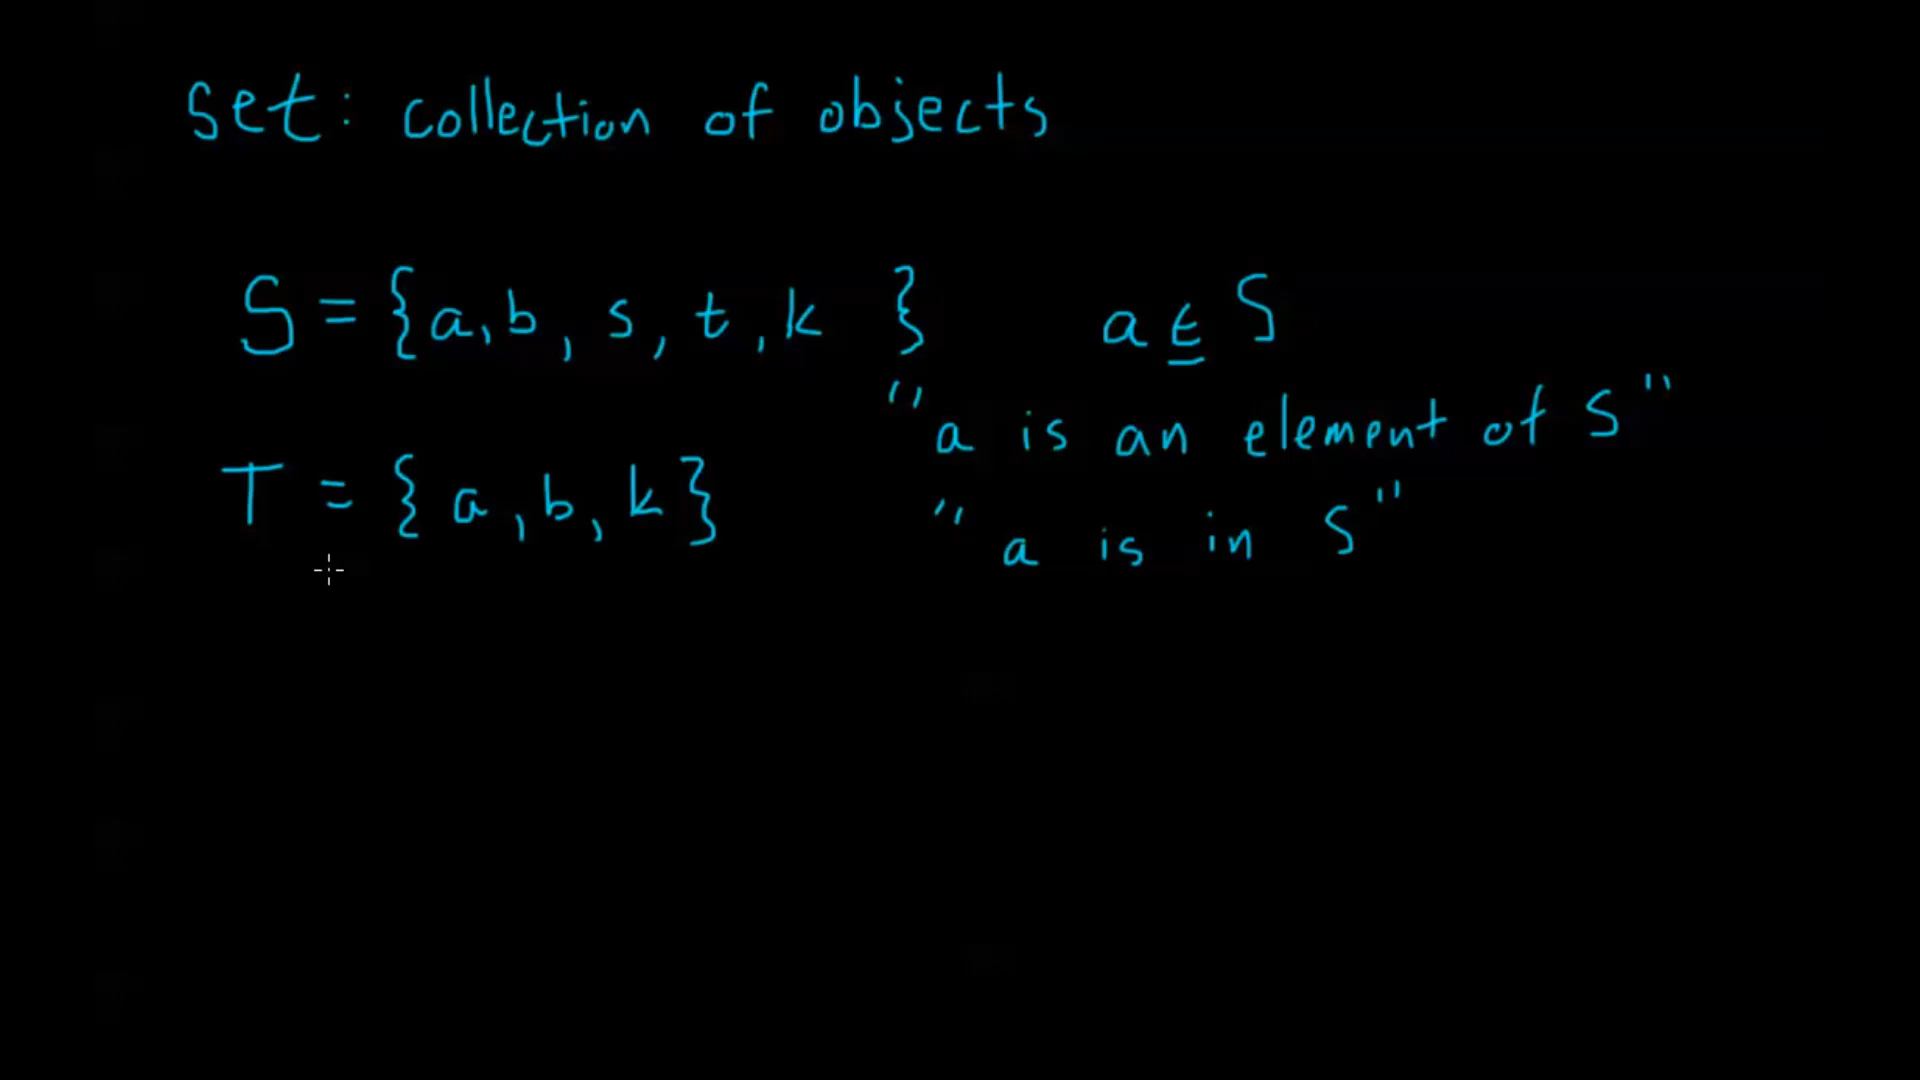 Set: collection of objects
S = {a, b, s, t, k } a ∈ S
"a is an element of S"
T = {a, b, k}
"a is in S"